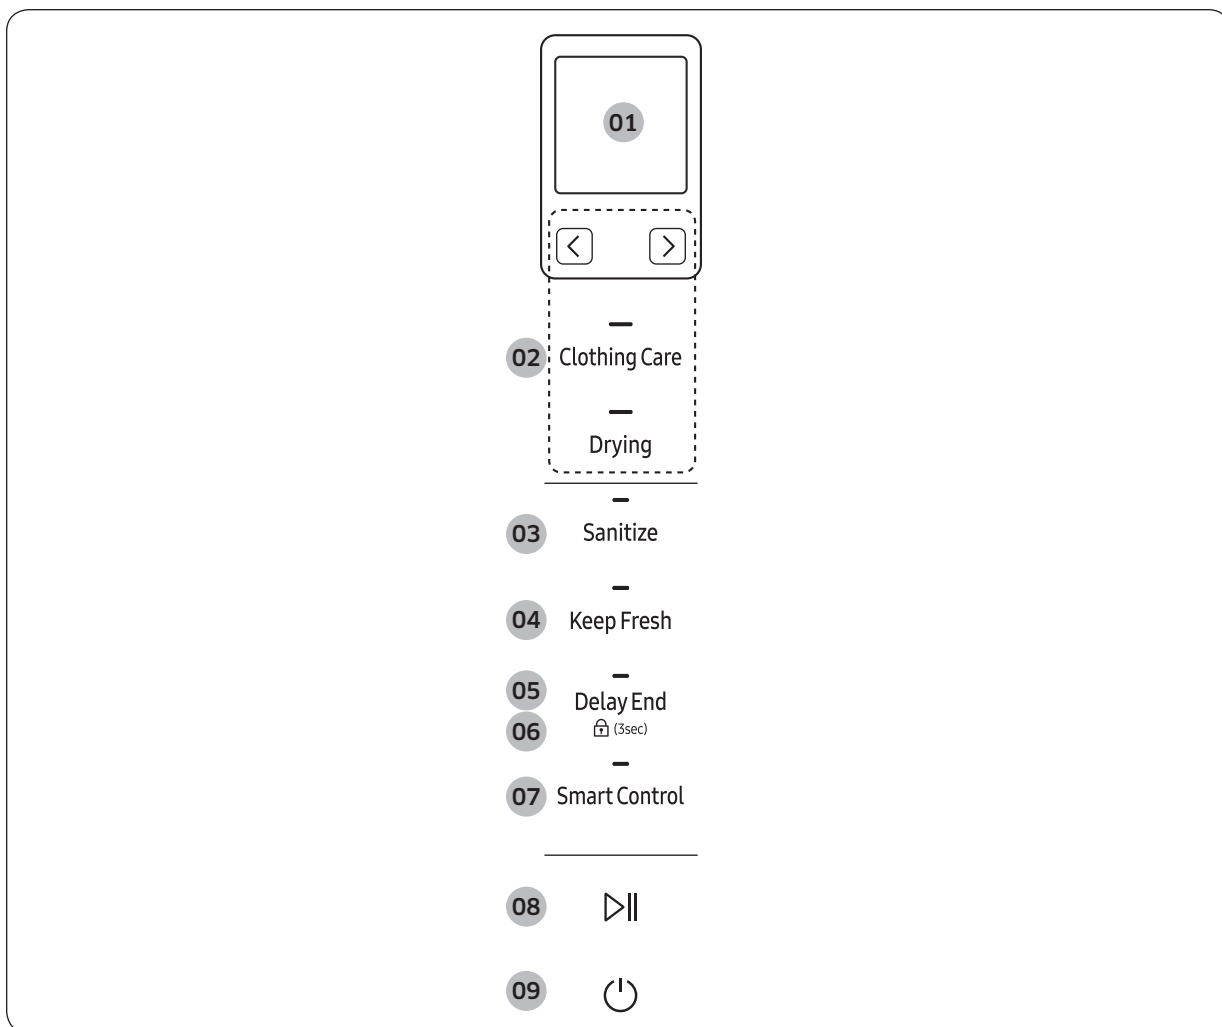 01
02 Clothing Care
Drying
03 Sanitize
04 Keep Fresh
05 Delay End
06 (3sec)
07 Smart Control
08
09